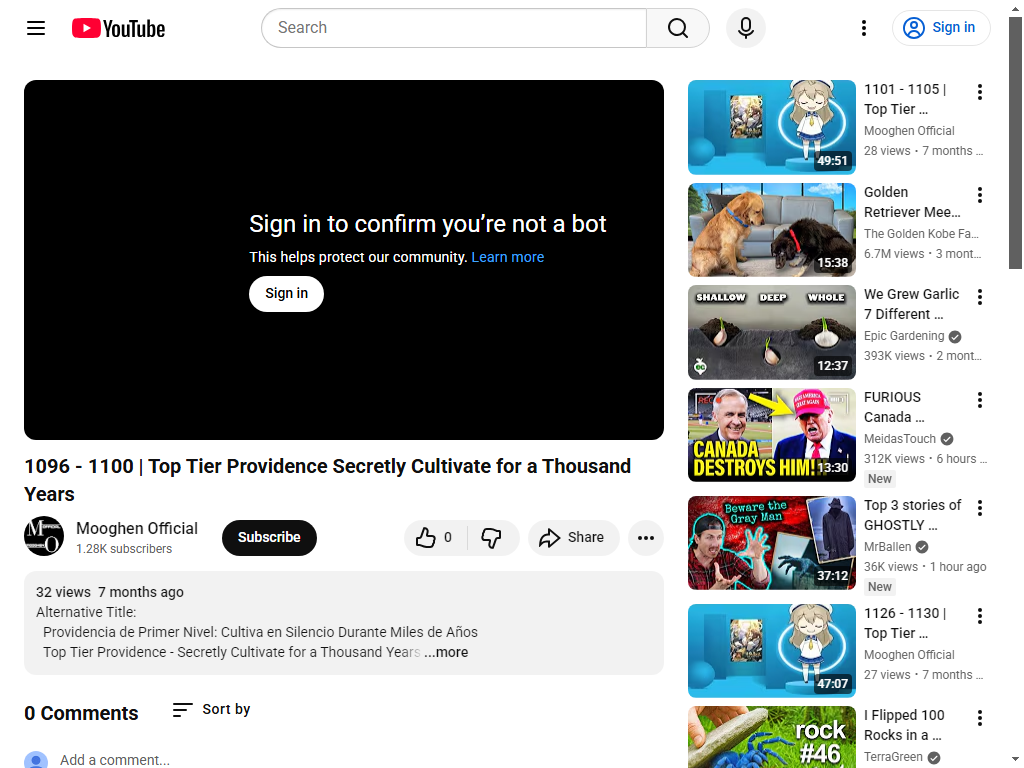 YouTube
Search
Sign in
Sign in to confirm you’re not a bot
This helps protect our community. Learn more
Sign in
1096 - 1100 | Top Tier Providence Secretly Cultivate for a Thousand
Years
Mooghen Official
1.28K subscribers
Subscribe
0
Share
32 views 7 months ago
Alternative Title:
Providencia de Primer Nivel: Cultiva en Silencio Durante Miles de Años
Top Tier Providence - Secretly Cultivate for a Thousand Years ...more
0 Comments
Sort by
Add a comment...
49:51
1101 - 1105 |
Top Tier ...
Mooghen Official
28 views • 7 months ...
15:38
Golden
Retriever Mee...
The Golden Kobe Fa...
6.7M views • 3 mont...
SHALLOW DEEP WHOLE
12:37
We Grew Garlic
7 Different ...
Epic Gardening
393K views • 2 mont...
CANADA
DESTROYS HIM!!
13:30
FURIOUS
Canada ...
MeidasTouch
312K views • 6 hours ...
New
Beware the
Gray Man
37:12
Top 3 stories of
GHOSTLY ...
MrBallen
36K views • 1 hour ago
New
47:07
1126 - 1130 |
Top Tier ...
Mooghen Official
27 views • 7 months ...
rock
#46
I Flipped 100
Rocks in a ...
TerraGreen